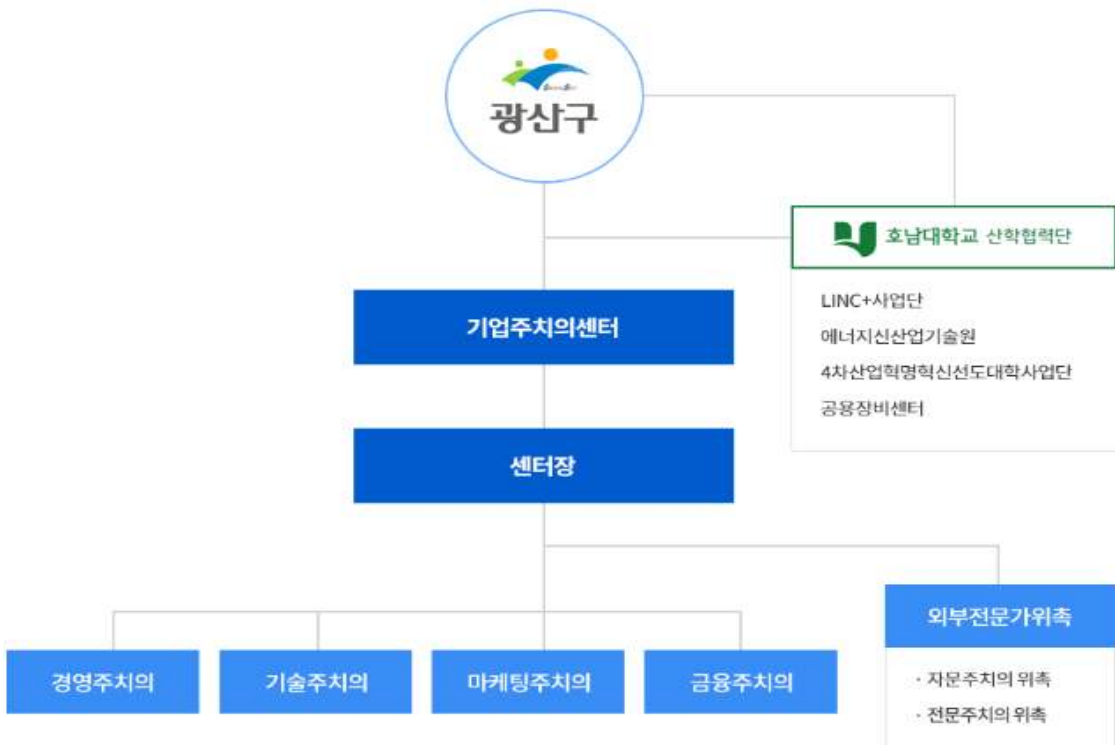 광산구
호남대학교 산학협력단
LINC+사업단
에너지신산업기술원
4차산업혁명혁신선도대학사업단
공용장비센터
기업주치의센터
센터장
외부전문가위촉
· 자문주치의 위촉
· 전문주치의 위촉
경영주치의
기술주치의
마케팅주치의
금융주치의